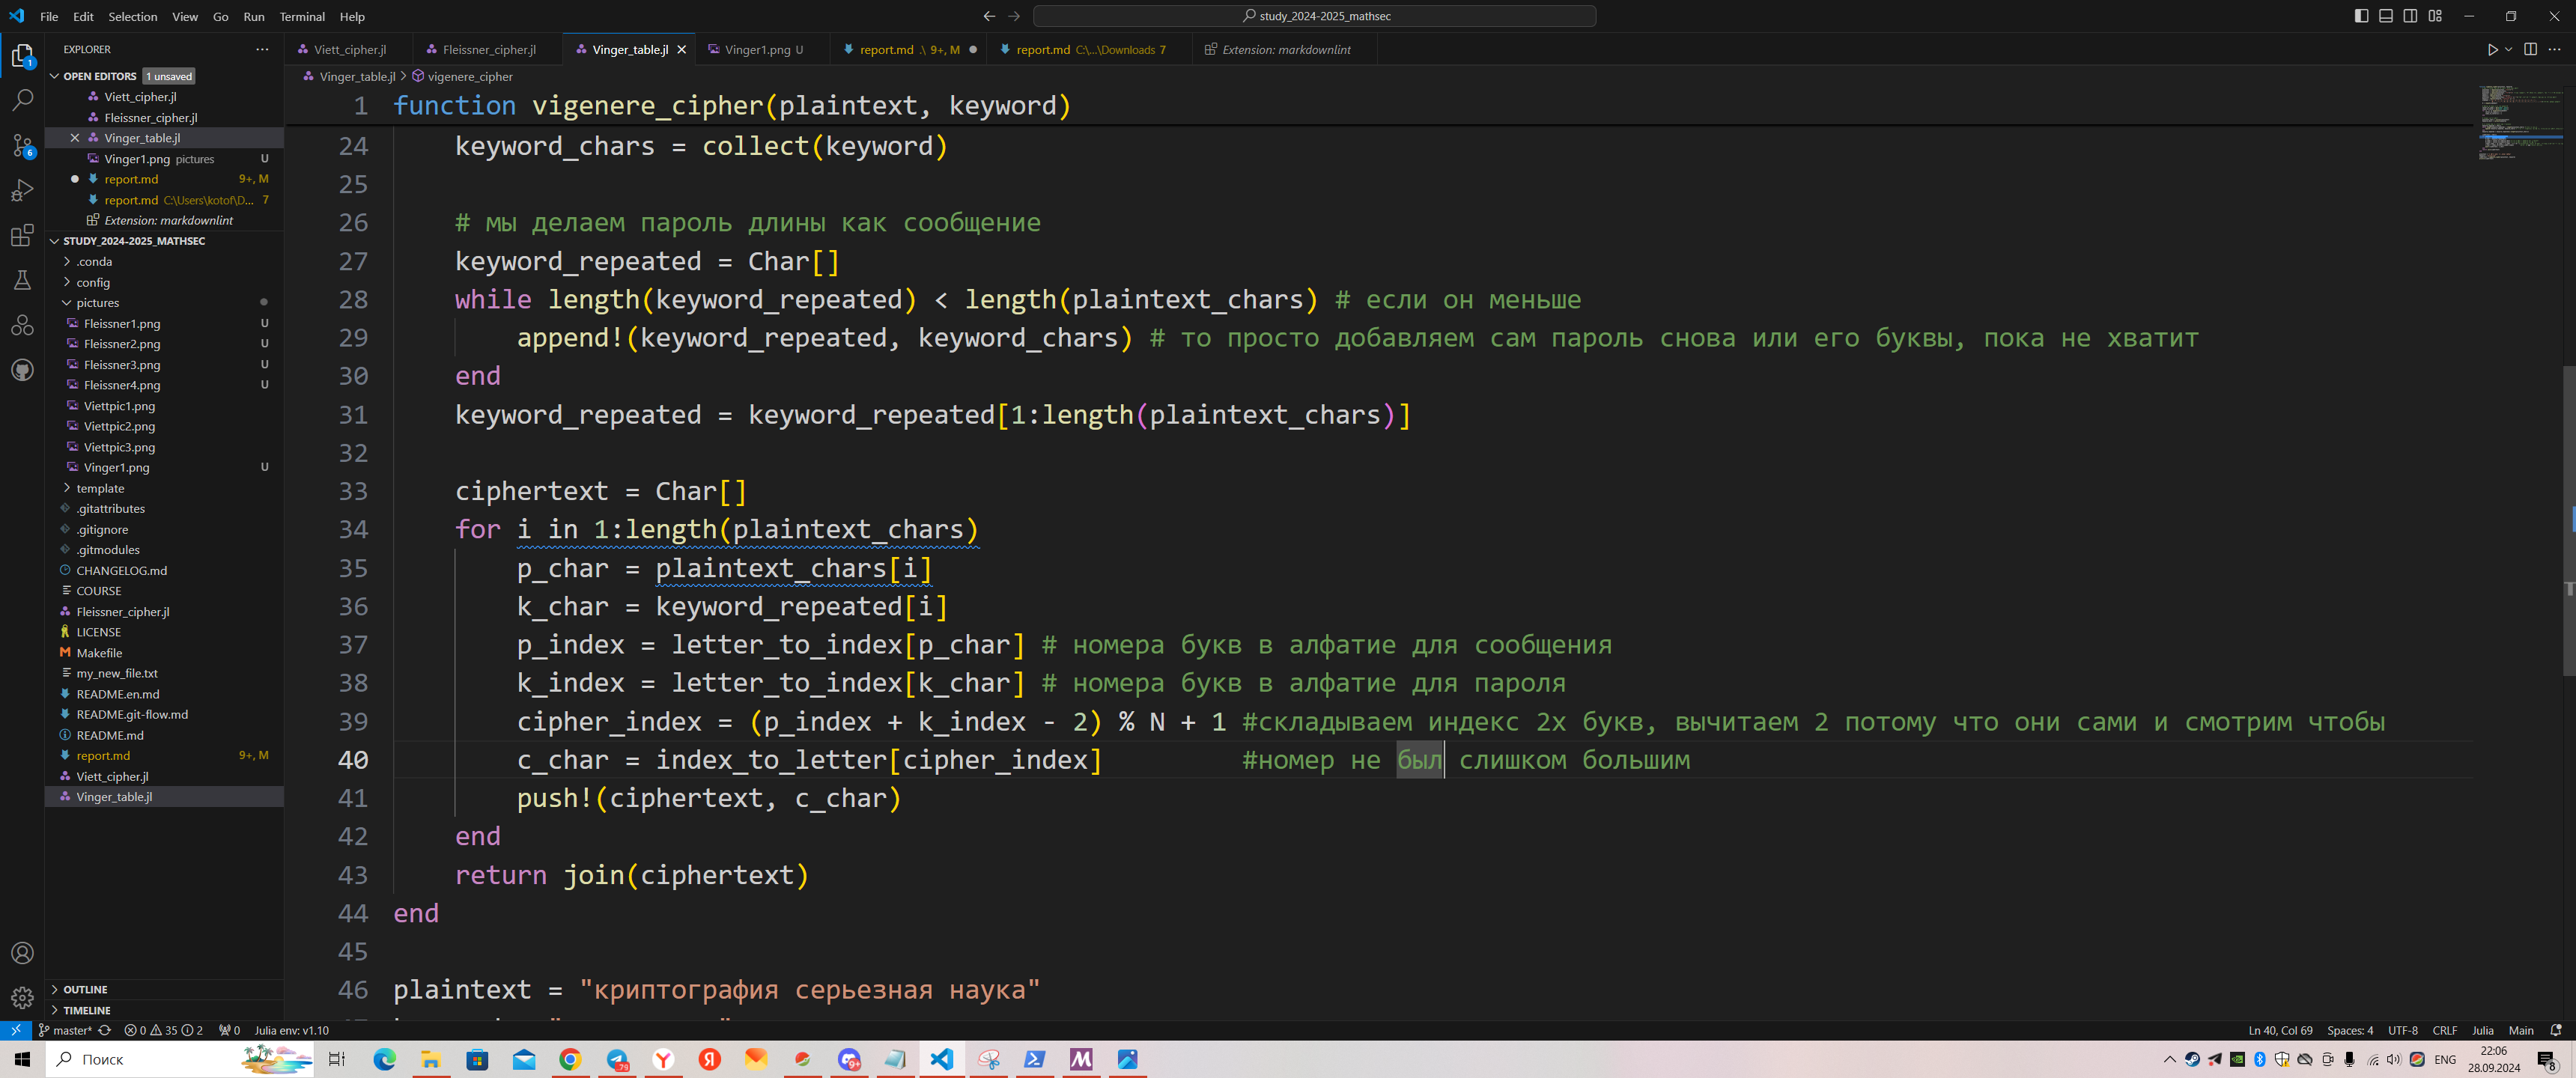 File Edit Selection View Go Run Terminal Help
study_2024-2025_mathsec
EXPLORER
Viett_cipher.jl
Fleissner_cipher.jl
Vinger_table.jl
Vinger1.png U
report.md .\ 9+, M
report.md C:\...\Downloads 7
Extension: markdownlint
Vinger_table.jl > vigenere_cipher
OPEN EDITORS 1 unsaved
Viett_cipher.jl
Fleissner_cipher.jl
Vinger_table.jl
Vinger1.png pictures U
report.md 9+, M
report.md C:\Users\kotof\D... 7
Extension: markdownlint
STUDY_2024-2025_MATHSEC
.conda
config
pictures
Fleissner1.png U
Fleissner2.png U
Fleissner3.png U
Fleissner4.png U
Viettpic1.png
Viettpic2.png
Viettpic3.png
Vinger1.png U
template
.gitattributes
.gitignore
.gitmodules
CHANGELOG.md
COURSE
Fleissner_cipher.jl
LICENSE
Makefile
my_new_file.txt
README.en.md
README.git-flow.md
README.md
report.md 9+, M
Viett_cipher.jl
Vinger_table.jl
OUTLINE
TIMELINE
1 function vigenere_cipher(plaintext, keyword)
24 keyword_chars = collect(keyword)
25
26 # мы делаем пароль длины как сообщение
27 keyword_repeated = Char[]
28 while length(keyword_repeated) < length(plaintext_chars) # если он меньше
29 append!(keyword_repeated, keyword_chars) # то просто добавляем сам пароль снова или его буквы, пока не хватит
30 end
31 keyword_repeated = keyword_repeated[1:length(plaintext_chars)]
32
33 ciphertext = Char[]
34 for i in 1:length(plaintext_chars)
35 p_char = plaintext_chars[i]
36 k_char = keyword_repeated[i]
37 p_index = letter_to_index[p_char] # номера букв в алфатие для сообщения
38 k_index = letter_to_index[k_char] # номера букв в алфатие для пароля
39 cipher_index = (p_index + k_index - 2) % N + 1 #складываем индекс 2х букв, вычитаем 2 потому что они сами и смотрим чтобы
40 c_char = index_to_letter[cipher_index] #номер не был слишком большим
41 push!(ciphertext, c_char)
42 end
43 return join(ciphertext)
44 end
45
46 plaintext = "криптография серьезная наука"
master* 0 35 2 0 Julia env: v1.10
Ln 40, Col 69 Spaces: 4 UTF-8 CRLF Julia Main
Поиск
ENG
22:06
28.09.2024